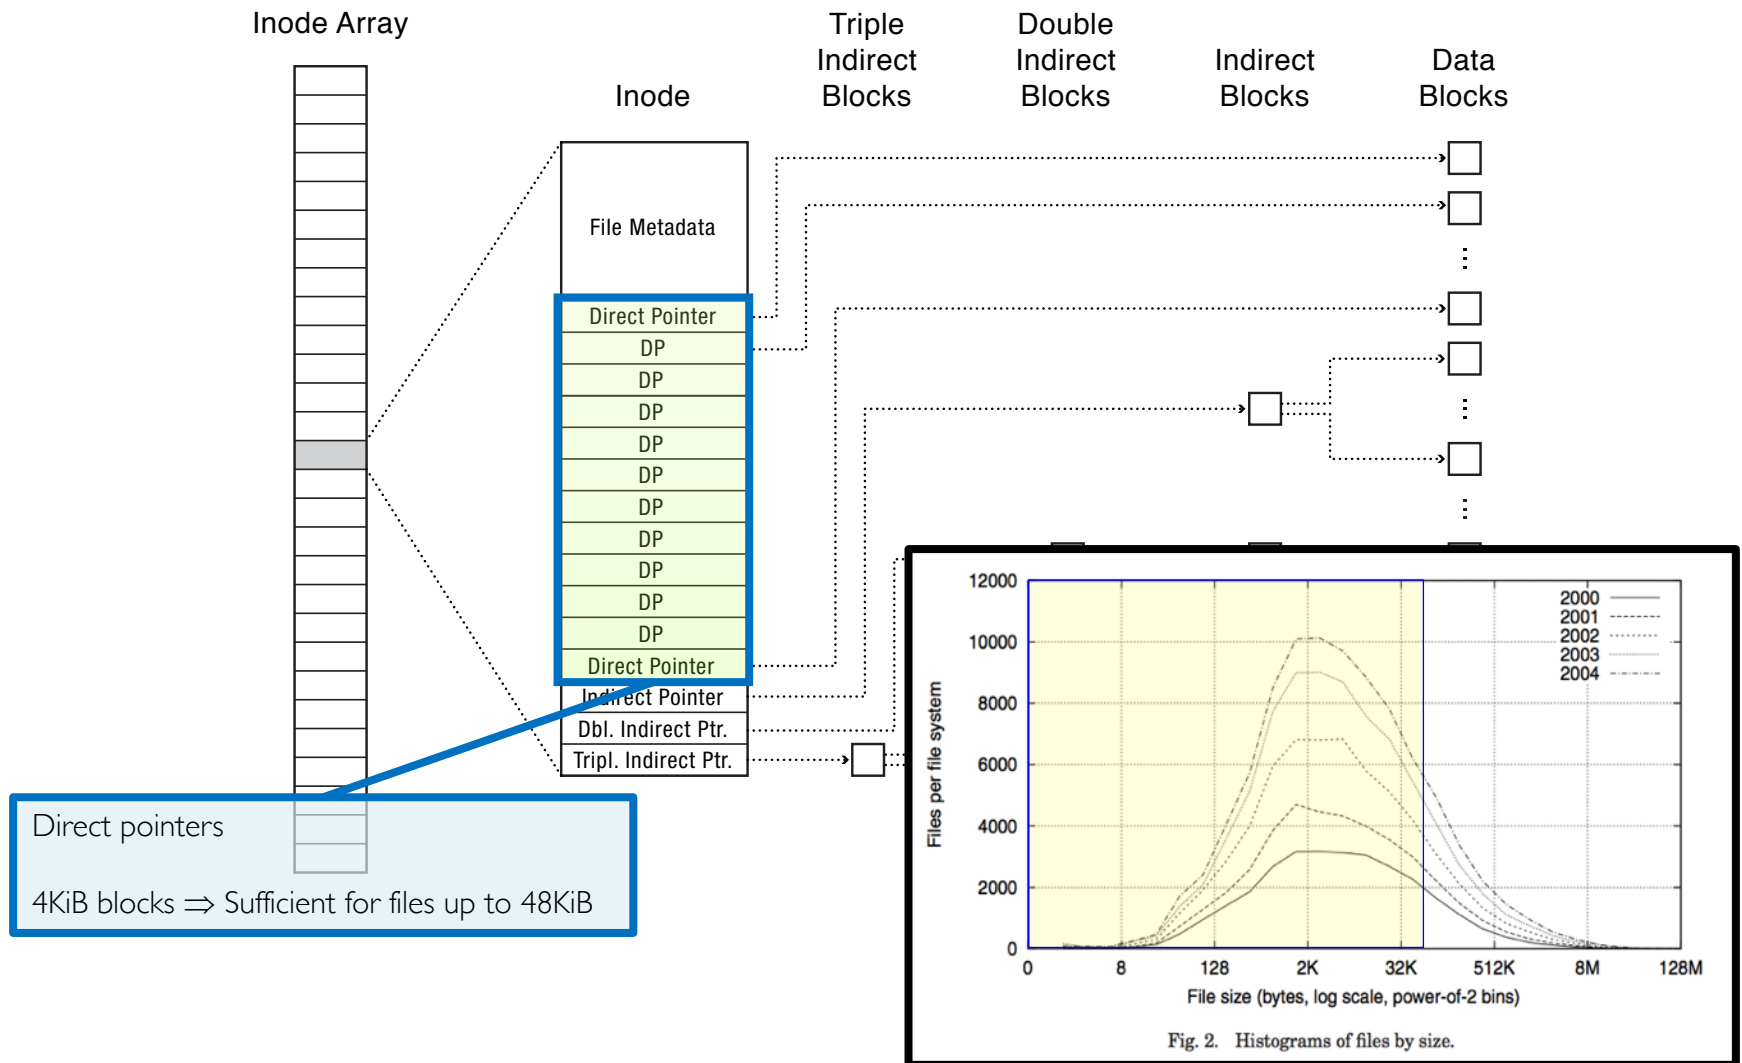 Inode Array
Triple
Indirect
Blocks
Double
Indirect
Blocks
Indirect
Blocks
Data
Blocks
Inode
File Metadata
Direct Pointer
DP
DP
DP
DP
DP
DP
DP
DP
DP
DP
Direct Pointer
Indirect Pointer
Dbl. Indirect Ptr.
Tripl. Indirect Ptr.
Direct pointers
4KiB blocks ⇒ Sufficient for files up to 48KiB
12000
10000
8000
6000
4000
2000
0
Files per file system
2000
2001
2002
2003
2004
0 8 128 2K 32K 512K 8M 128M
File size (bytes, log scale, power-of-2 bins)
Fig. 2. Histograms of files by size.